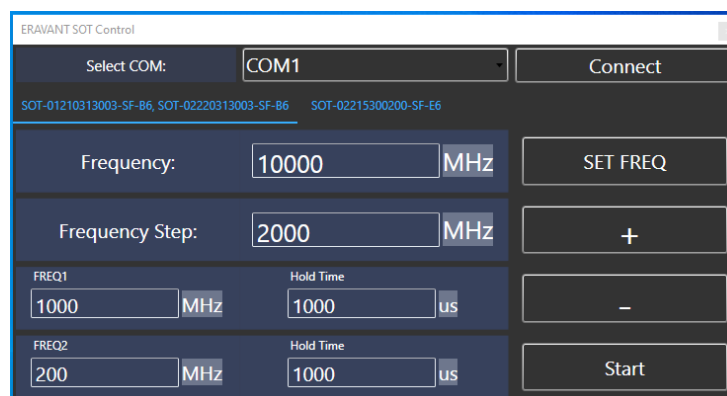 ERAVANT SOT Control
Select COM: COM1 Connect
SOT-01210313003-SF-B6, SOT-02220313003-SF-B6 SOT-02215300200-SF-E6
Frequency: 10000 MHz SET FREQ
Frequency Step: 2000 MHz +
FREQ1 Hold Time
1000 MHz 1000 us -
FREQ2 Hold Time
200 MHz 1000 us Start